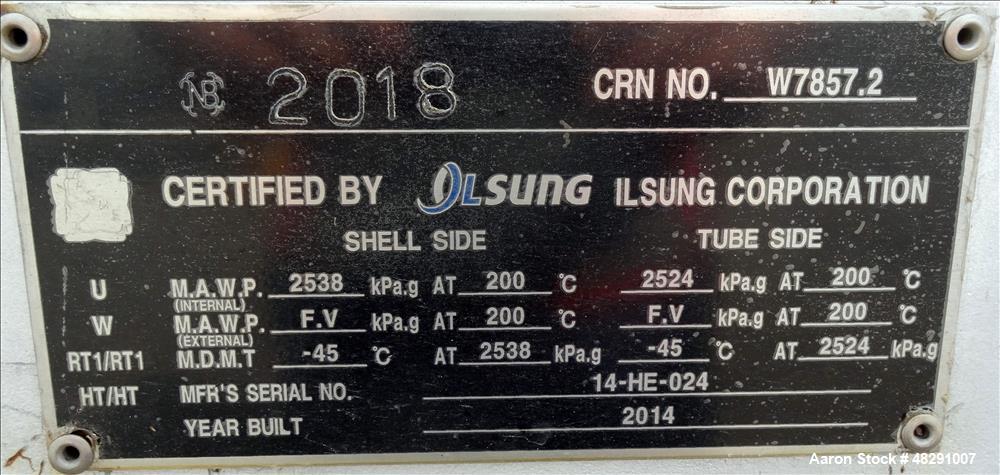 NB 2018 CRN NO. W7857.2
CERTIFIED BY ILSUNG ILSUNG CORPORATION
SHELL SIDE TUBE SIDE
U M.A.W.P. 2538 kPa.g AT 200 °C 2524 kPa.g AT 200 °C
(INTERNAL)
W M.A.W.P. F.V kPa.g AT 200 °C F.V kPa.g AT 200 °C
(EXTERNAL)
RT1/RT1 M.D.M.T -45 °C AT 2538 kPa.g -45 °C AT 2524 kPa.g
HT/HT MFR'S SERIAL NO. 14-HE-024
YEAR BUILT 2014
Aaron Stock # 48291007